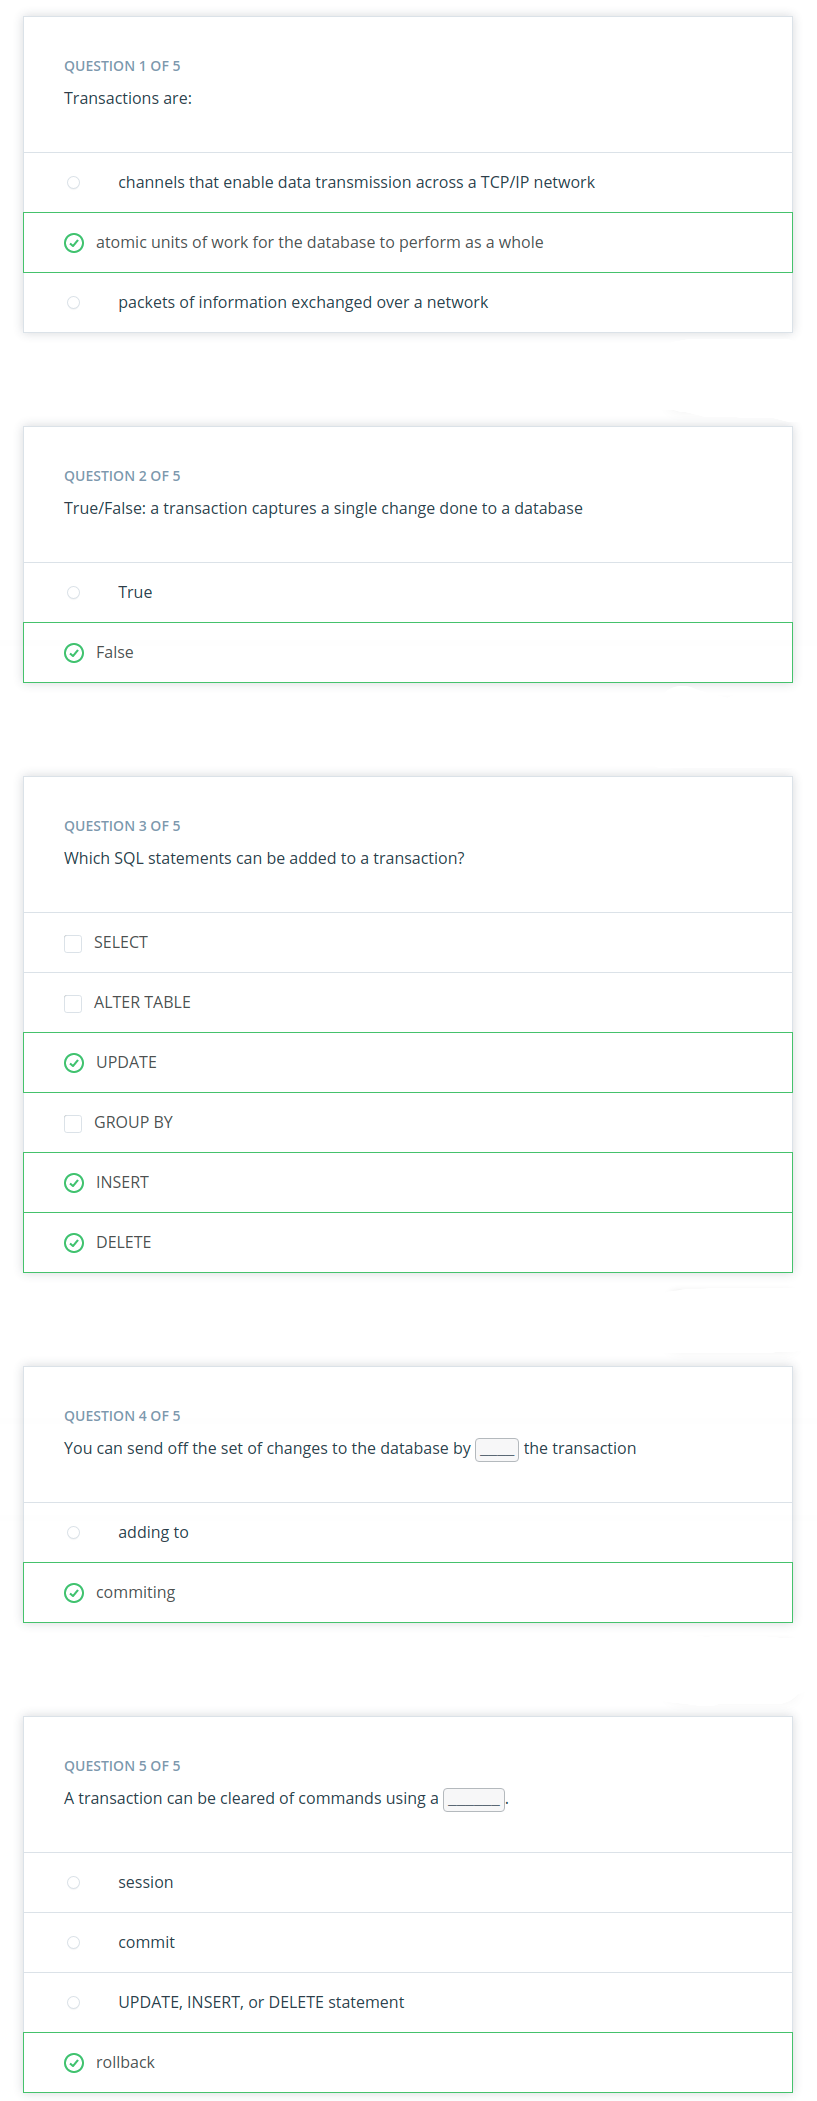 QUESTION 1 OF 5
Transactions are:
channels that enable data transmission across a TCP/IP network
atomic units of work for the database to perform as a whole
packets of information exchanged over a network
QUESTION 2 OF 5
True/False: a transaction captures a single change done to a database
True
False
QUESTION 3 OF 5
Which SQL statements can be added to a transaction?
SELECT
ALTER TABLE
UPDATE
GROUP BY
INSERT
DELETE
QUESTION 4 OF 5
You can send off the set of changes to the database by ____ the transaction
adding to
commiting
QUESTION 5 OF 5
A transaction can be cleared of commands using a ______.
session
commit
UPDATE, INSERT, or DELETE statement
rollback